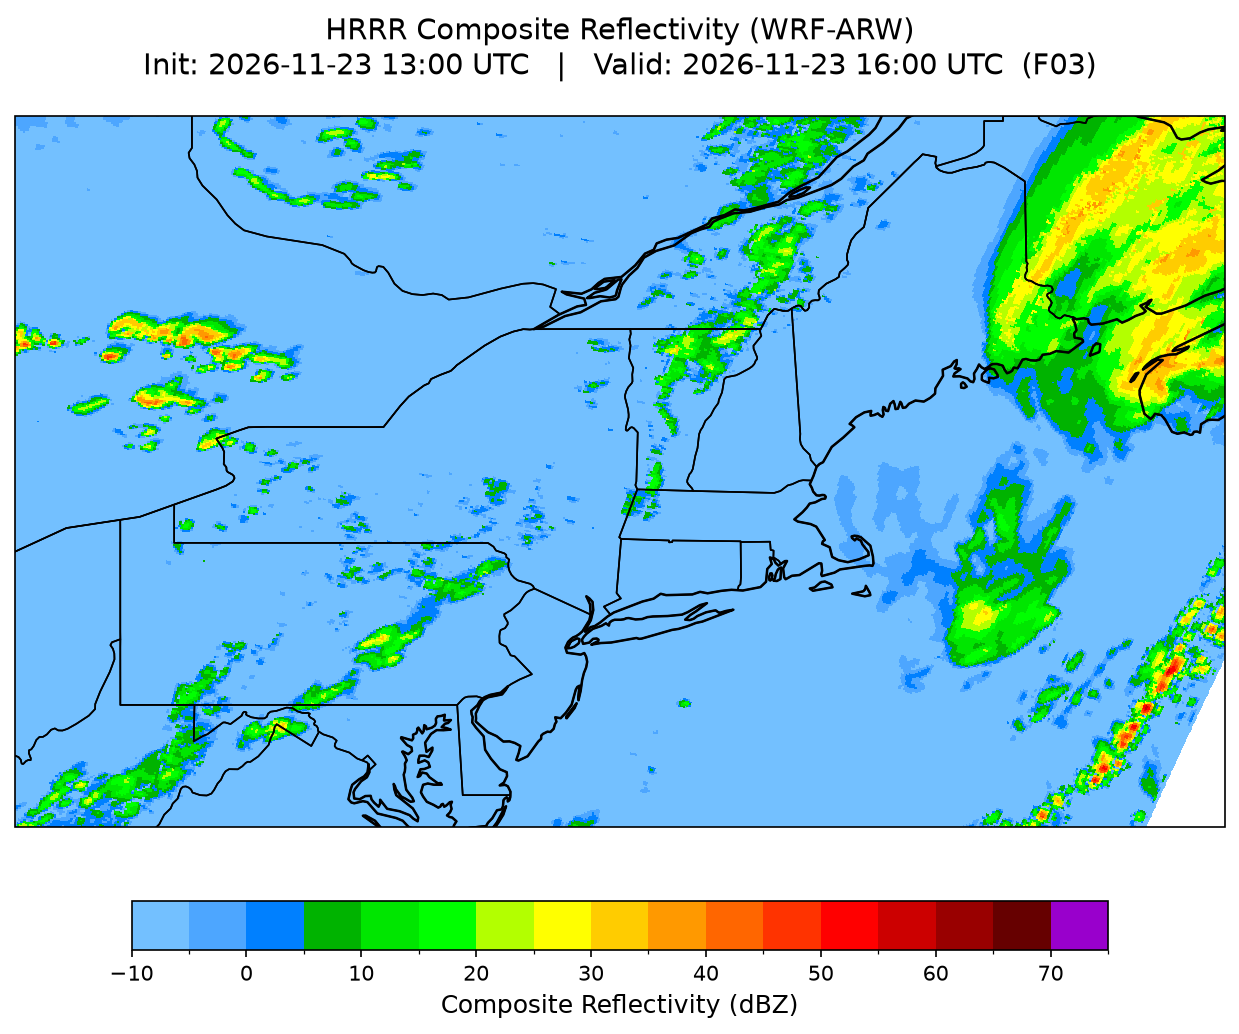 HRRR Composite Reflectivity (WRF-ARW)
Init: 2026-11-23 13:00 UTC   |   Valid: 2026-11-23 16:00 UTC  (F03)
−10 0 10 20 30 40 50 60 70
Composite Reflectivity (dBZ)